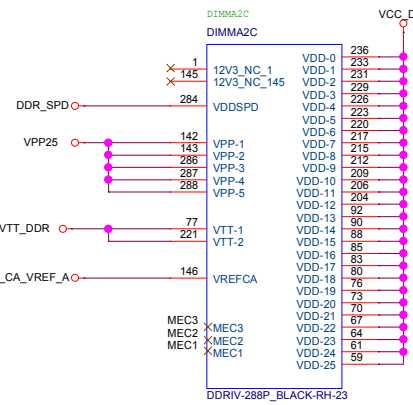 DIMMA2C
VCC_D
DIMMA2C
1 12V3_NC_1 VDD-0 236
145 12V3_NC_145 VDD-1 233
VDD-2 231
VDD-3 229
DDR_SPD 284 VDDSPD VDD-4 226
VDD-5 223
VDD-6 220
VPP25 142 VPP-1 VDD-7 217
143 VPP-2 VDD-8 215
286 VPP-3 VDD-9 212
287 VPP-4 VDD-10 209
288 VPP-5 VDD-11 206
VDD-12 204
VDD-13 92
VTT_DDR 77 VTT-1 VDD-14 90
221 VTT-2 VDD-15 88
VDD-16 85
VDD-17 83
_CA_VREF_A 146 VREFCA VDD-18 80
VDD-19 76
VDD-20 73
VDD-21 70
MEC3 MEC3 VDD-22 67
MEC2 MEC2 VDD-23 64
MEC1 MEC1 VDD-24 61
VDD-25 59
DDRIV-288P_BLACK-RH-23